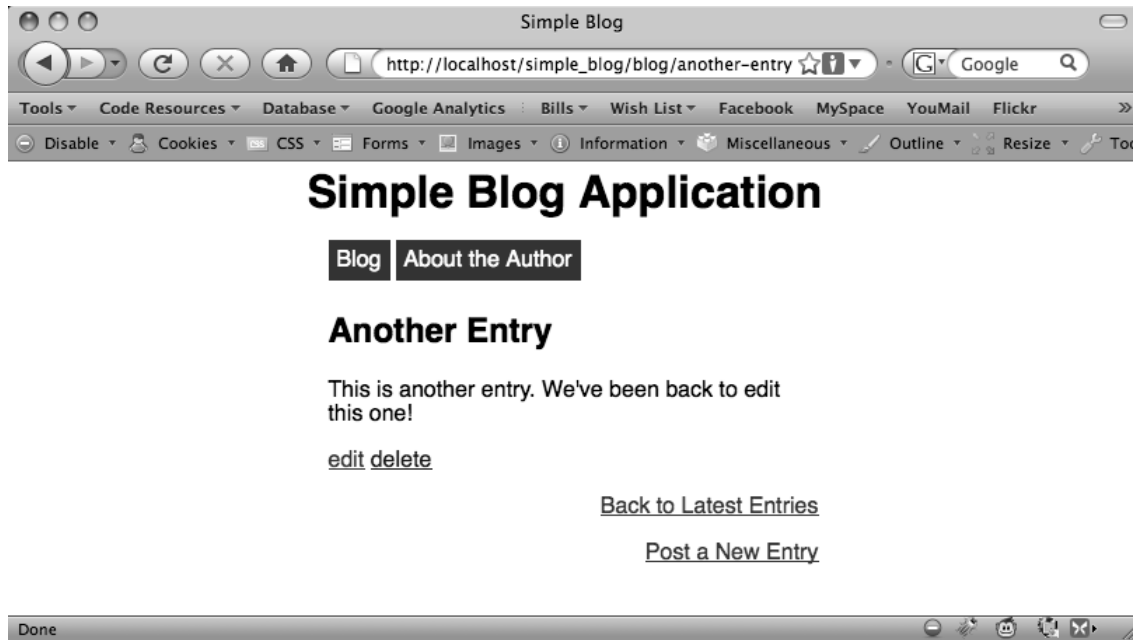 Simple Blog
http://localhost/simple_blog/blog/another-entry G Google
Tools Code Resources Database Google Analytics Bills Wish List Facebook MySpace YouMail Flickr »
Disable Cookies CSS CSS Forms Images Information Miscellaneous Outline Resize Too
Simple Blog Application
Blog About the Author
Another Entry
This is another entry. We've been back to edit
this one!
edit delete
Back to Latest Entries
Post a New Entry
Done